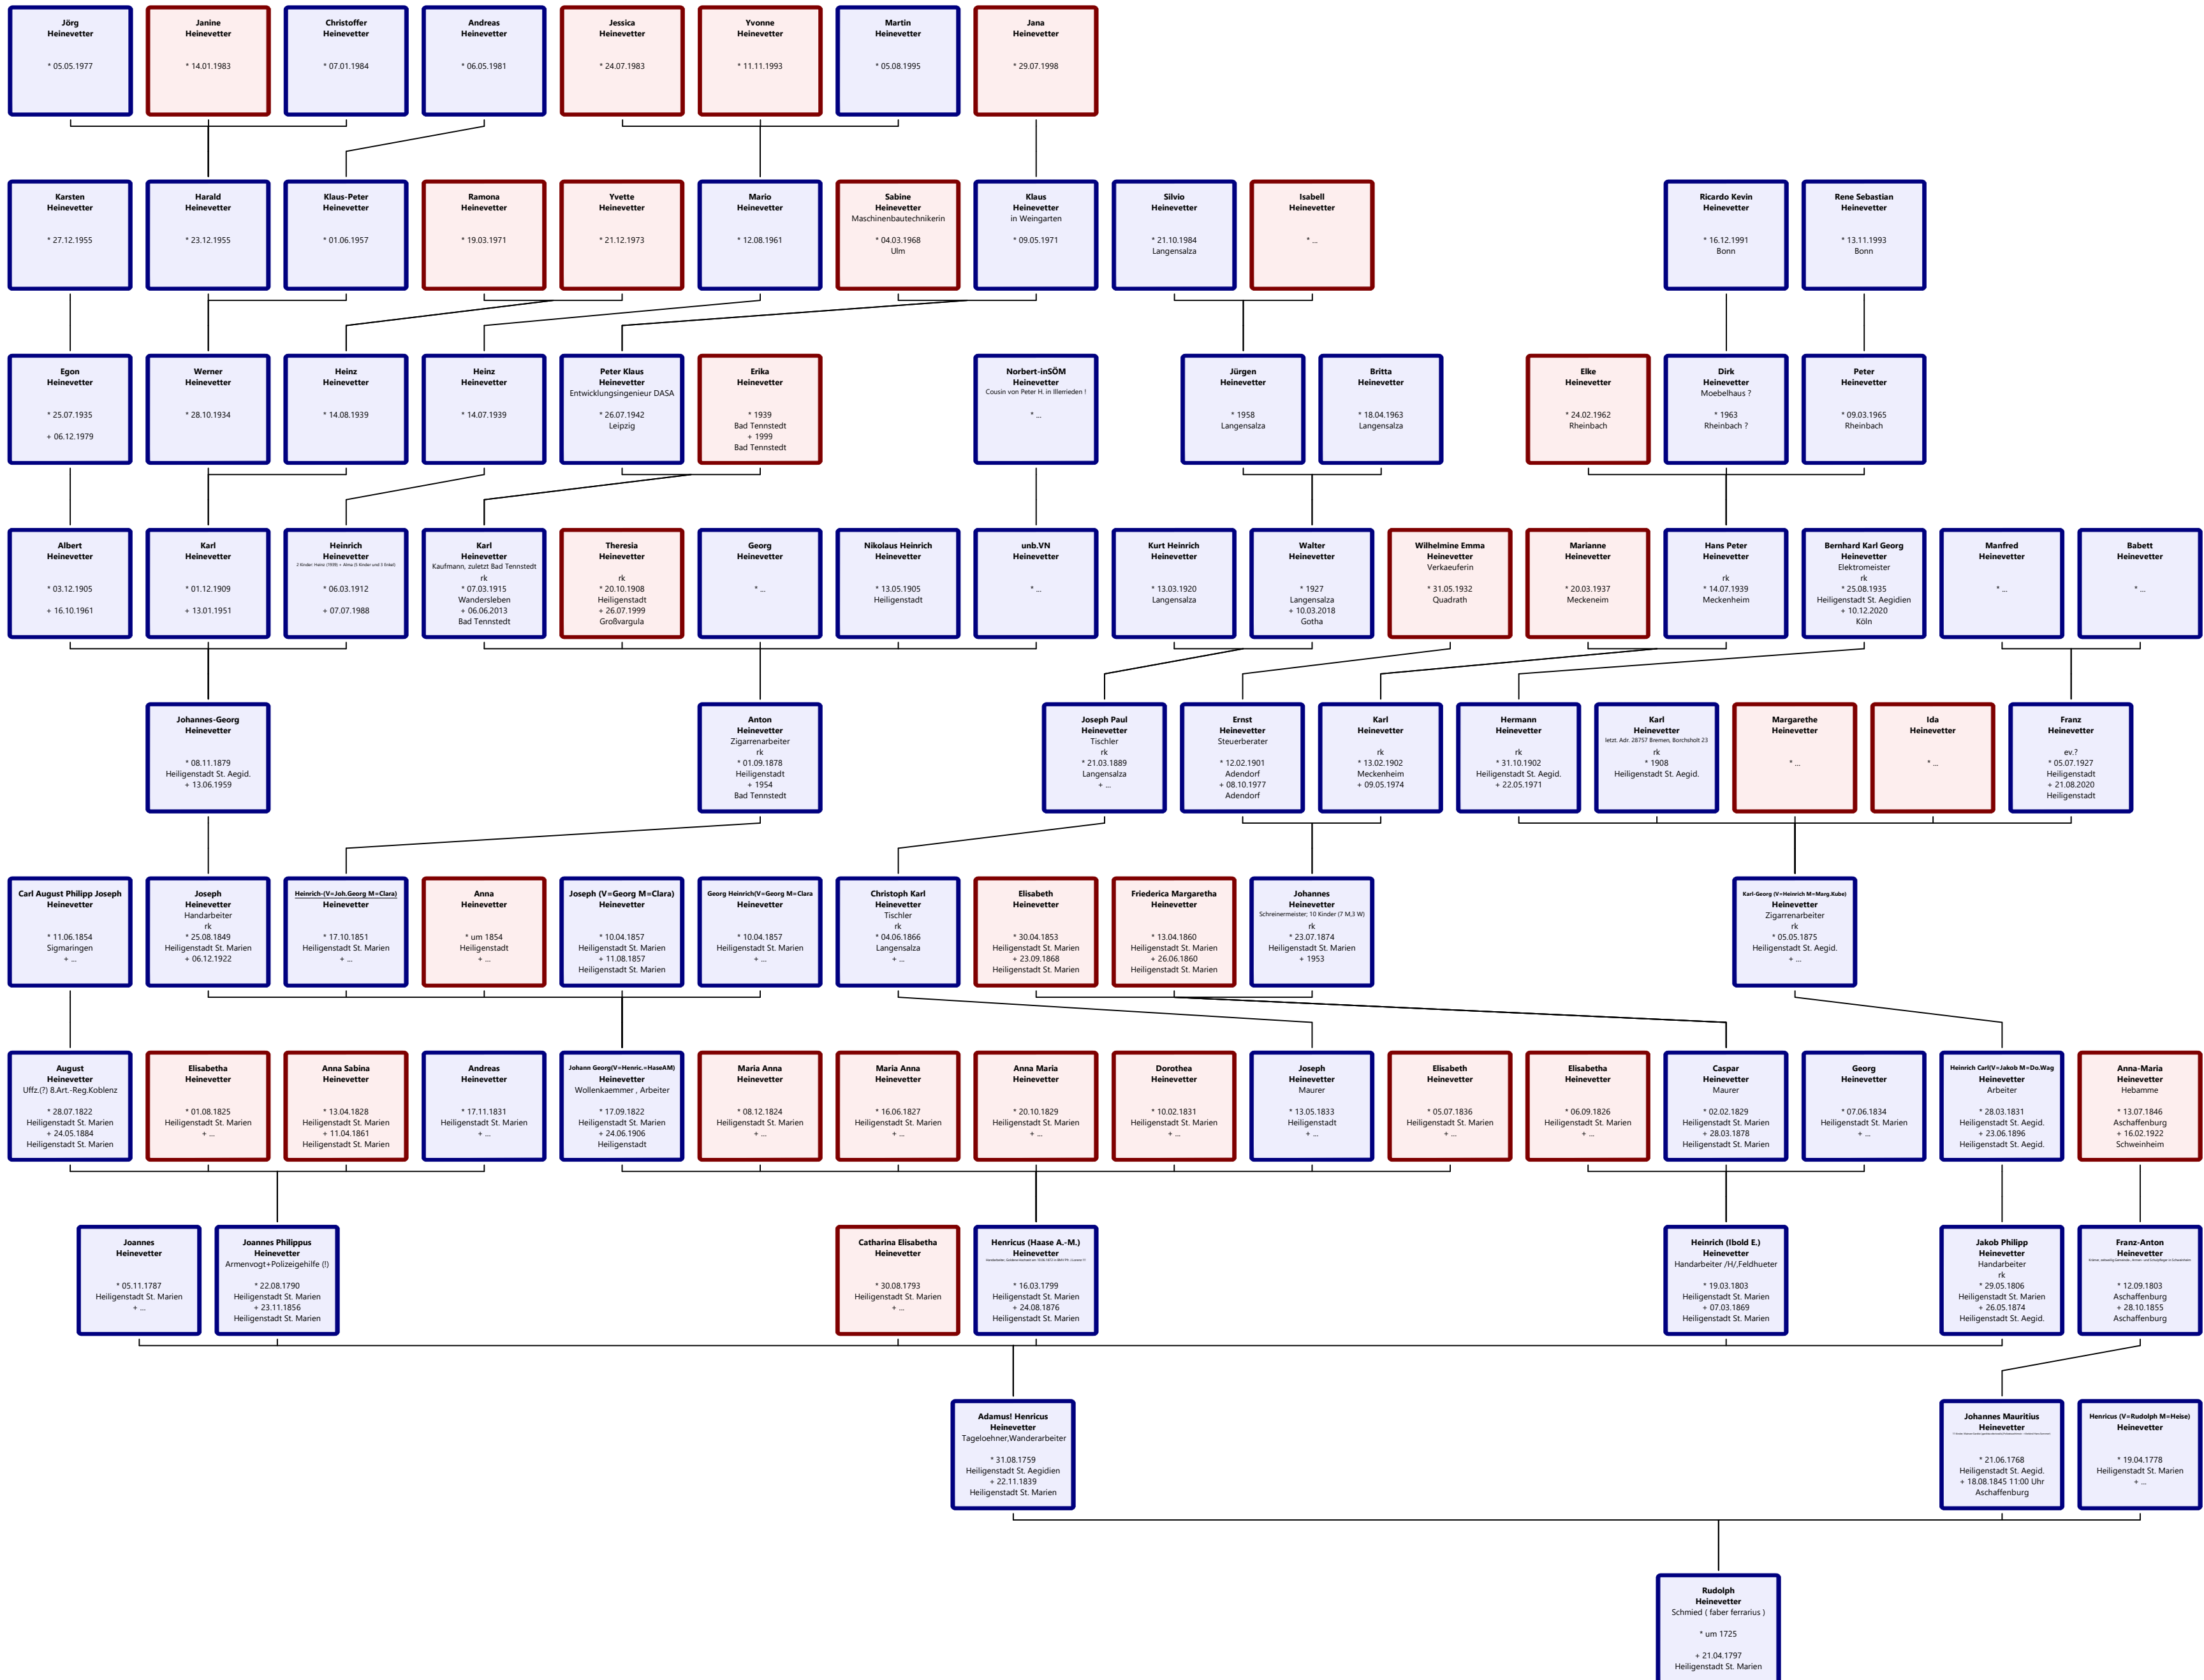 Jörg
Heinevetter
* 05.05.1977
Janine
Heinevetter
* 14.01.1983
Christoffer
Heinevetter
* 07.01.1984
Andreas
Heinevetter
* 06.05.1981
Jessica
Heinevetter
* 24.07.1983
Yvonne
Heinevetter
* 11.11.1993
Martin
Heinevetter
* 05.08.1995
Jana
Heinevetter
* 29.07.1998
Karsten
Heinevetter
* 27.12.1955
Harald
Heinevetter
* 23.12.1955
Klaus-Peter
Heinevetter
* 01.06.1957
Ramona
Heinevetter
* 19.03.1971
Yvette
Heinevetter
* 21.12.1973
Mario
Heinevetter
* 12.08.1961
Sabine
Heinevetter
Maschinenbautechnikerin
* 04.03.1968
Ulm
Klaus
Heinevetter
in Weingarten
* 09.05.1971
Silvio
Heinevetter
* 21.10.1984
Langensalza
Isabell
Heinevetter
* ...
Ricardo Kevin
Heinevetter
* 16.12.1991
Bonn
Rene Sebastian
Heinevetter
* 13.11.1993
Bonn
Egon
Heinevetter
* 25.07.1935
+ 06.12.1979
Werner
Heinevetter
* 28.10.1934
Heinz
Heinevetter
* 14.08.1939
Heinz
Heinevetter
* 14.07.1939
Peter Klaus
Heinevetter
Entwicklungsingenieur DASA
* 26.07.1942
Leipzig
Erika
Heinevetter
* 1939
Bad Tennstedt
+ 1999
Bad Tennstedt
Norbert-inSÖM
Heinevetter
Cousin von Peter H. in Illerrieden !
* ...
Jürgen
Heinevetter
* 1958
Langensalza
Britta
Heinevetter
* 18.04.1963
Langensalza
Elke
Heinevetter
* 24.02.1962
Rheinbach
Dirk
Heinevetter
Moebelhaus ?
* 1963
Rheinbach ?
Peter
Heinevetter
* 09.03.1965
Rheinbach
Albert
Heinevetter
* 03.12.1905
+ 16.10.1961
Karl
Heinevetter
* 01.12.1909
+ 13.01.1951
Heinrich
Heinevetter
2 Kinder: Heinz (1939) + Alma (5 Kinder und 3 Enkel)
* 06.03.1912
+ 07.07.1988
Karl
Heinevetter
Kaufmann, zuletzt Bad Tennstedt
rk
* 07.03.1915
Wandersleben
+ 06.06.2013
Bad Tennstedt
Theresia
Heinevetter
rk
* 20.10.1908
Heiligenstadt
+ 26.07.1999
Großvargula
Georg
Heinevetter
* ...
Nikolaus Heinrich
Heinevetter
* 13.05.1905
Heiligenstadt
unb.VN
Heinevetter
* ...
Kurt Heinrich
Heinevetter
* 13.03.1920
Langensalza
Walter
Heinevetter
* 1927
Langensalza
+ 10.03.2018
Gotha
Wilhelmine Emma
Heinevetter
Verkaeuferin
* 31.05.1932
Quadrath
Marianne
Heinevetter
* 20.03.1937
Meckeneim
Hans Peter
Heinevetter
rk
* 14.07.1939
Meckenheim
Bernhard Karl Georg
Heinevetter
Elektromeister
rk
* 25.08.1935
Heiligenstadt St. Aegidien
+ 10.12.2020
Köln
Manfred
Heinevetter
* ...
Babett
Heinevetter
* ...
Johannes-Georg
Heinevetter
* 08.11.1879
Heiligenstadt St. Aegid.
+ 13.06.1959
Anton
Heinevetter
Zigarrenarbeiter
rk
* 01.09.1878
Heiligenstadt
+ 1954
Bad Tennstedt
Joseph Paul
Heinevetter
Tischler
rk
* 21.03.1889
Langensalza
+ ...
Ernst
Heinevetter
Steuerberater
* 12.02.1901
Adendorf
+ 08.10.1977
Adendorf
Karl
Heinevetter
rk
* 13.02.1902
Meckenheim
+ 09.05.1974
Hermann
Heinevetter
rk
* 31.10.1902
Heiligenstadt St. Aegid.
+ 22.05.1971
Karl
Heinevetter
letzt. Adr. 28757 Bremen, Borchsholt 23
rk
* 1908
Heiligenstadt St. Aegid.
Margarethe
Heinevetter
* ...
Ida
Heinevetter
* ...
Franz
Heinevetter
ev.?
* 05.07.1927
Heiligenstadt
+ 21.08.2020
Heiligenstadt
Carl August Philipp Joseph
Heinevetter
* 11.06.1854
Sigmaringen
+ ...
Joseph
Heinevetter
Handarbeiter
rk
* 25.08.1849
Heiligenstadt St. Marien
+ 06.12.1922
Heinrich-(V=Joh.Georg M=Clara)
Heinevetter
* 17.10.1851
Heiligenstadt St. Marien
+ ...
Anna
Heinevetter
* um 1854
Heiligenstadt
+ ...
Joseph (V=Georg M=Clara)
Heinevetter
* 10.04.1857
Heiligenstadt St. Marien
+ 11.08.1857
Heiligenstadt St. Marien
Georg Heinrich(V=Georg M=Clara
Heinevetter
* 10.04.1857
Heiligenstadt St. Marien
+ ...
Christoph Karl
Heinevetter
Tischler
rk
* 04.06.1866
Langensalza
+ ...
Elisabeth
Heinevetter
* 30.04.1853
Heiligenstadt St. Marien
+ 23.09.1868
Heiligenstadt St. Marien
Friederica Margaretha
Heinevetter
* 13.04.1860
Heiligenstadt St. Marien
+ 26.06.1860
Heiligenstadt St. Marien
Johannes
Heinevetter
Schreinermeister; 10 Kinder (7 M,3 W)
rk
* 23.07.1874
Heiligenstadt St. Marien
+ 1953
Karl-Georg (V=Heinrich M=Marg.Kube)
Heinevetter
Zigarrenarbeiter
rk
* 05.05.1875
Heiligenstadt St. Aegid.
+ ...
August
Heinevetter
Uffz.(?) 8.Art.-Reg.Koblenz
* 28.07.1822
Heiligenstadt St. Marien
+ 24.05.1884
Heiligenstadt St. Marien
Elisabetha
Heinevetter
* 01.08.1825
Heiligenstadt St. Marien
+ ...
Anna Sabina
Heinevetter
* 13.04.1828
Heiligenstadt St. Marien
+ 11.04.1861
Heiligenstadt St. Marien
Andreas
Heinevetter
* 17.11.1831
Heiligenstadt St. Marien
+ ...
Johann Georg(V=Henric.=HaseAM)
Heinevetter
Wollenkaemmer , Arbeiter
* 17.09.1822
Heiligenstadt St. Marien
+ 24.06.1906
Heiligenstadt
Maria Anna
Heinevetter
* 08.12.1824
Heiligenstadt St. Marien
+ ...
Maria Anna
Heinevetter
* 16.06.1827
Heiligenstadt St. Marien
+ ...
Anna Maria
Heinevetter
* 20.10.1829
Heiligenstadt St. Marien
+ ...
Dorothea
Heinevetter
* 10.02.1831
Heiligenstadt St. Marien
+ ...
Joseph
Heinevetter
Maurer
* 13.05.1833
Heiligenstadt
+ ...
Elisabeth
Heinevetter
* 05.07.1836
Heiligenstadt St. Marien
+ ...
Elisabetha
Heinevetter
* 06.09.1826
Heiligenstadt St. Marien
+ ...
Caspar
Heinevetter
Maurer
* 02.02.1829
Heiligenstadt St. Marien
+ 28.03.1878
Heiligenstadt St. Marien
Georg
Heinevetter
* 07.06.1834
Heiligenstadt St. Marien
+ ...
Heinrich Carl(V=Jakob M=Do.Wag
Heinevetter
Arbeiter
* 28.03.1831
Heiligenstadt St. Aegid.
+ 23.06.1896
Heiligenstadt St. Aegid.
Anna-Maria
Heinevetter
Hebamme
* 13.07.1846
Aschaffenburg
+ 16.02.1922
Schweinheim
Joannes
Heinevetter
* 05.11.1787
Heiligenstadt St. Marien
+ ...
Joannes Philippus
Heinevetter
Armenvogt+Polizeigehilfe (!)
* 22.08.1790
Heiligenstadt St. Marien
+ 23.11.1856
Heiligenstadt St. Marien
Catharina Elisabetha
Heinevetter
* 30.08.1793
Heiligenstadt St. Marien
+ ...
Henricus (Haase A.-M.)
Heinevetter
* 16.03.1799
Heiligenstadt St. Marien
+ 24.08.1876
Heiligenstadt St. Marien
Heinrich (Ibold E.)
Heinevetter
Handarbeiter /H/,Feldhueter
* 19.03.1803
Heiligenstadt St. Marien
+ 07.03.1869
Heiligenstadt St. Marien
Jakob Philipp
Heinevetter
Handarbeiter
rk
* 29.05.1806
Heiligenstadt St. Marien
+ 26.05.1874
Heiligenstadt St. Aegid.
Franz-Anton
Heinevetter
* 12.09.1803
Aschaffenburg
+ 28.10.1855
Aschaffenburg
Adamus! Henricus
Heinevetter
Tageloehner,Wanderarbeiter
* 31.08.1759
Heiligenstadt St. Aegidien
+ 22.11.1839
Heiligenstadt St. Marien
Johannes Mauritius
Heinevetter
* 21.06.1768
Heiligenstadt St. Aegid.
+ 18.08.1845 11:00 Uhr
Aschaffenburg
Henricus (V=Rudolph M=Heise)
Heinevetter
* 19.04.1778
Heiligenstadt St. Marien
+ ...
Rudolph
Heinevetter
Schmied ( faber ferrarius )
* um 1725
+ 21.04.1797
Heiligenstadt St. Marien